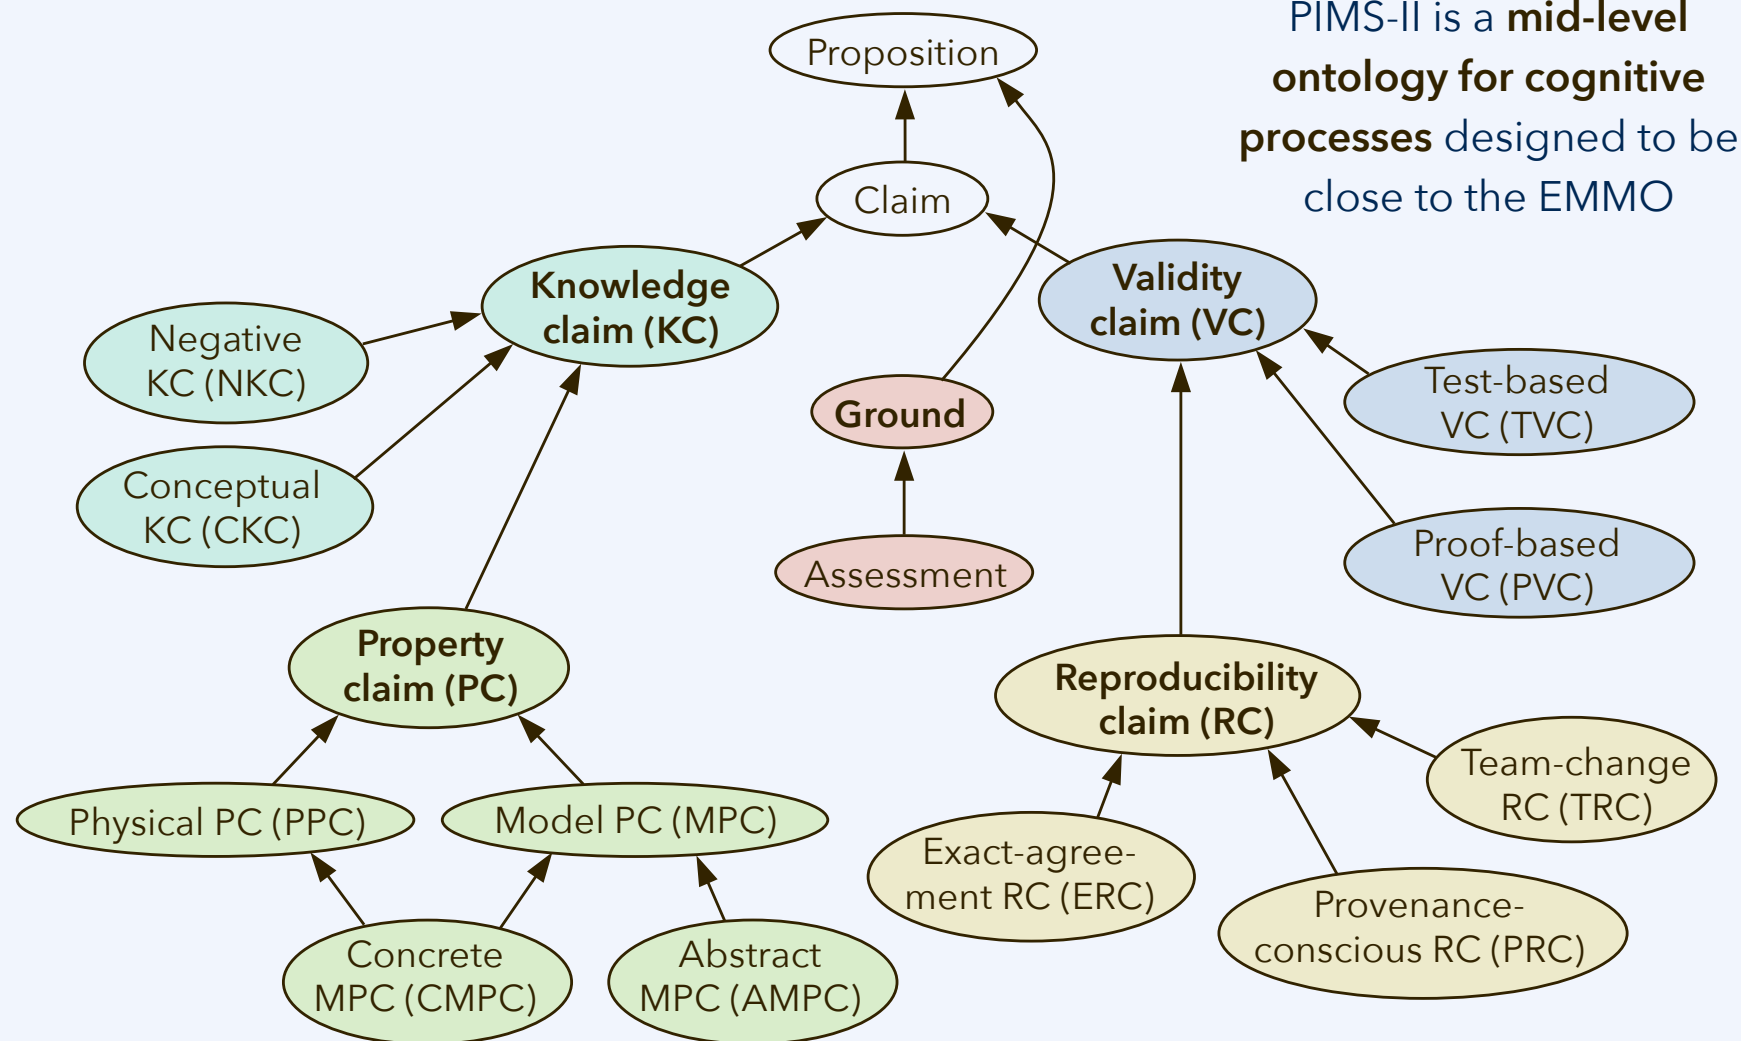 PIMS-II is a mid-level
ontology for cognitive
processes designed to be
close to the EMMO
Proposition
Claim
Knowledge
claim (KC)
Validity
claim (VC)
Negative
KC (NKC)
Conceptual
KC (CKC)
Ground
Assessment
Test-based
VC (TVC)
Proof-based
VC (PVC)
Property
claim (PC)
Reproducibility
claim (RC)
Physical PC (PPC)
Model PC (MPC)
Team-change
RC (TRC)
Exact-agree-
ment RC (ERC)
Provenance-
conscious RC (PRC)
Concrete
MPC (CMPC)
Abstract
MPC (AMPC)